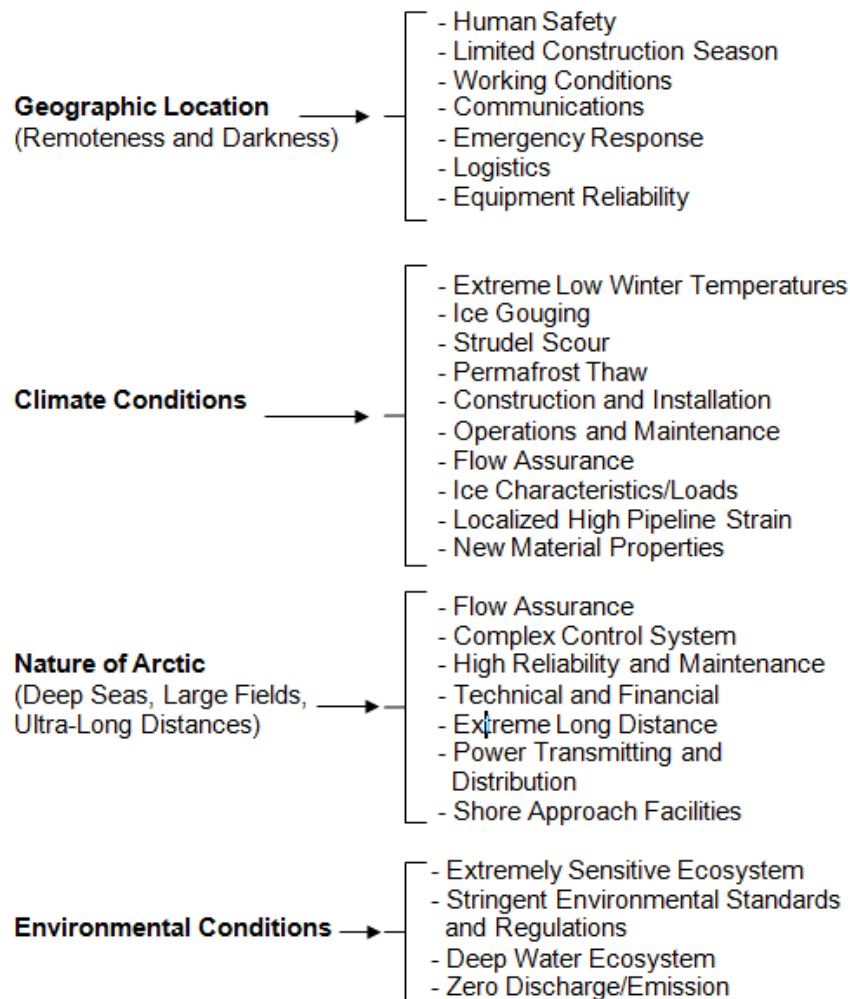 Geographic Location
(Remoteness and Darkness)
- Human Safety
- Limited Construction Season
- Working Conditions
- Communications
- Emergency Response
- Logistics
- Equipment Reliability
Climate Conditions
- Extreme Low Winter Temperatures
- Ice Gouging
- Strudel Scour
- Permafrost Thaw
- Construction and Installation
- Operations and Maintenance
- Flow Assurance
- Ice Characteristics/Loads
- Localized High Pipeline Strain
- New Material Properties
Nature of Arctic
(Deep Seas, Large Fields,
Ultra-Long Distances)
- Flow Assurance
- Complex Control System
- High Reliability and Maintenance
- Technical and Financial
- Extreme Long Distance
- Power Transmitting and
Distribution
- Shore Approach Facilities
Environmental Conditions
- Extremely Sensitive Ecosystem
- Stringent Environmental Standards
and Regulations
- Deep Water Ecosystem
- Zero Discharge/Emission